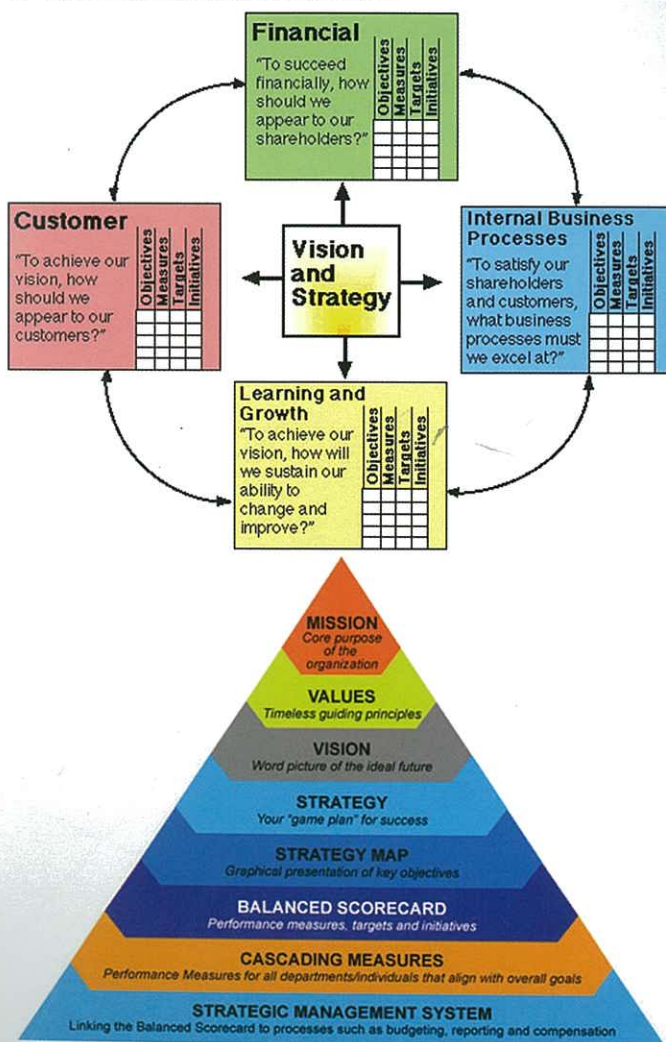 Financial
"To succeed
financially, how
should we
appear to our
shareholders?"
Objectives
Measures
Targets
Initiatives
Customer
"To achieve our
vision, how
should we
appear to our
customers?"
Objectives
Measures
Targets
Initiatives
Vision
and
Strategy
Internal Business
Processes
"To satisfy our
shareholders
and customers,
what business
processes must
we excel at?"
Objectives
Measures
Targets
Initiatives
Learning and
Growth
"To achieve our
vision, how will
we sustain our
ability to
change and
improve?"
Objectives
Measures
Targets
Initiatives
MISSION
Core purpose
of the
organization
VALUES
Timeless guiding principles
VISION
Word picture of the ideal future
STRATEGY
Your "game plan" for success
STRATEGY MAP
Graphical presentation of key objectives
BALANCED SCORECARD
Performance measures, targets and initiatives
CASCADING MEASURES
Performance Measures for all departments/individuals that align with overall goals
STRATEGIC MANAGEMENT SYSTEM
Linking the Balanced Scorecard to processes such as budgeting, reporting and compensation